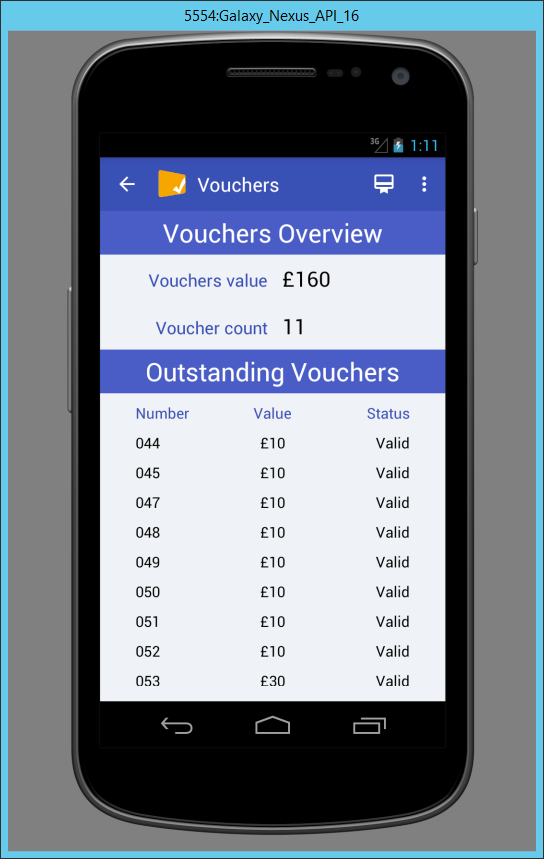 5554:Galaxy_Nexus_API_16
3G 1:11
Vouchers
Vouchers Overview
Vouchers value £160
Voucher count 11
Outstanding Vouchers
Number Value Status
044 £10 Valid
045 £10 Valid
047 £10 Valid
048 £10 Valid
049 £10 Valid
050 £10 Valid
051 £10 Valid
052 £10 Valid
053 £30 Valid